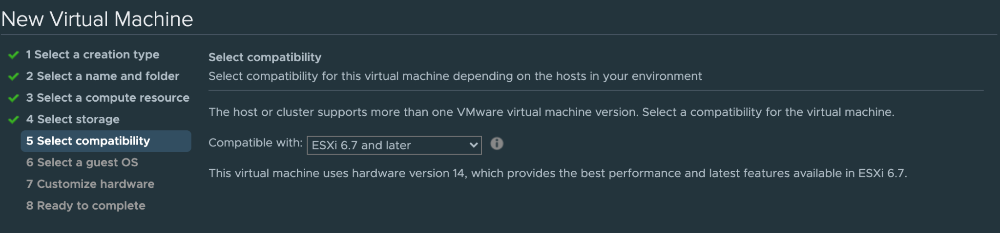 New Virtual Machine
1 Select a creation type
2 Select a name and folder
3 Select a compute resource
4 Select storage
5 Select compatibility
6 Select a guest OS
7 Customize hardware
8 Ready to complete
Select compatibility
Select compatibility for this virtual machine depending on the hosts in your environment
The host or cluster supports more than one VMware virtual machine version. Select a compatibility for the virtual machine.
Compatible with: ESXi 6.7 and later
This virtual machine uses hardware version 14, which provides the best performance and latest features available in ESXi 6.7.